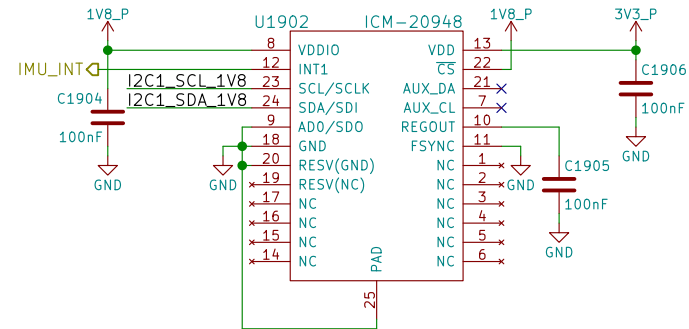 1V8_P 1V8_P 3V3_P
U1902 ICM-20948
8 VDDIO VDD 13
IMU_INT 12 INT1 CS 22
I2C1_SCL_1V8 23 SCL/SCLK AUX_DA 21
C1906
I2C1_SDA_1V8 24 SDA/SDI AUX_CL 7
C1904
100nF
9 AD0/SDO REGOUT 10
100nF
18 GND FSYNC 11
GND
20 RESV(GND) NC 1
C1905
GND GND
19 RESV(NC) NC 2
GND
17 NC NC 3
100nF
16 NC NC 4
15 NC NC 5
GND
14 NC NC 6
PAD
25